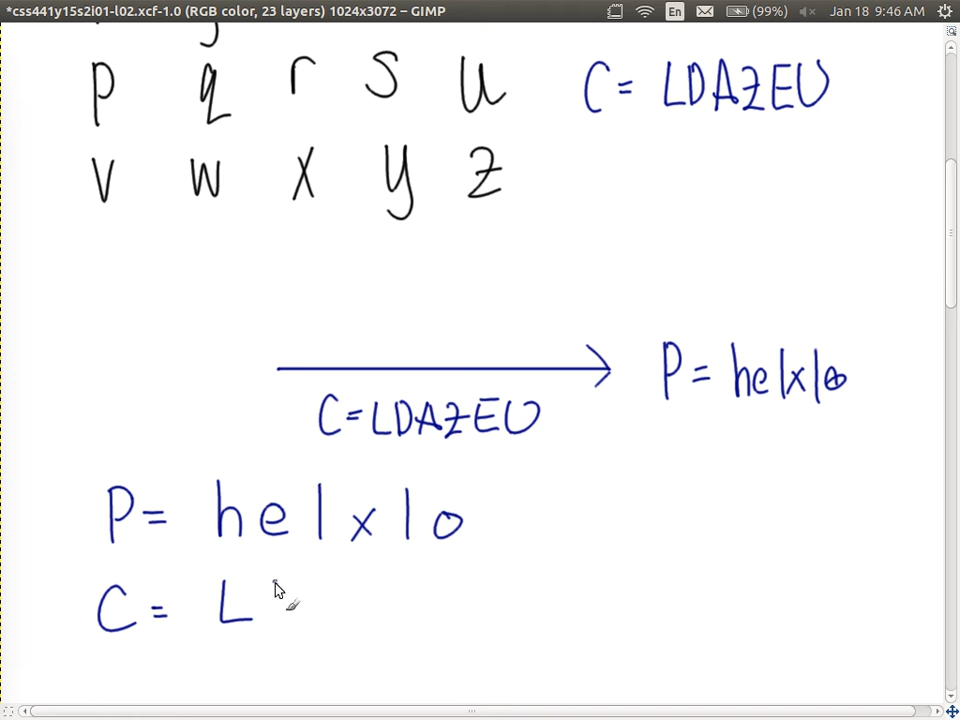 *css441y15s2i01-l02.xcf-1.0 (RGB color, 23 layers) 1024x3072 – GIMP
En (99%) Jan 18 9:46 AM
p q r s u C= LDAZEU
v w x y z
P= helxlo
C=LDAZEU
P= h e l x l o
C= L